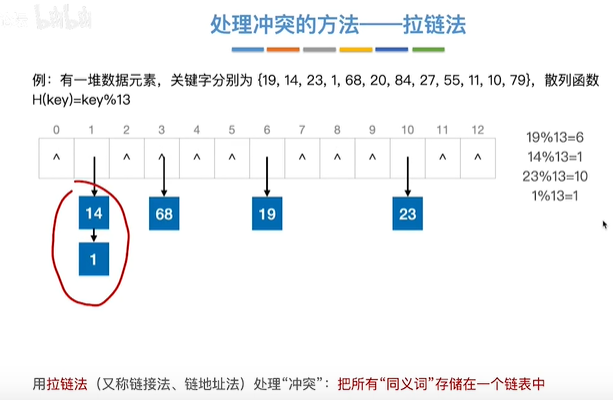 处理冲突的方法——拉链法
例：有一堆数据元素，关键字分别为 {19, 14, 23, 1, 68, 20, 84, 27, 55, 11, 10, 79}，散列函数
H(key)=key%13
0 1 2 3 4 5 6 7 8 9 10 11 12
^ ^ ^ ^ ^ ^ ^ ^ ^ ^
19%13=6
14%13=1
23%13=10
1%13=1
14 68 19 23
1
用拉链法（又称链接法、链地址法）处理“冲突”：把所有“同义词”存储在一个链表中